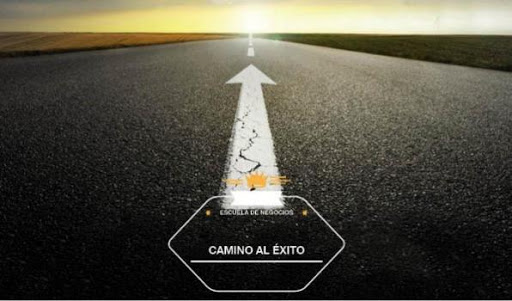 ESCUELA DE NEGOCIOS
CAMINO AL ÉXITO